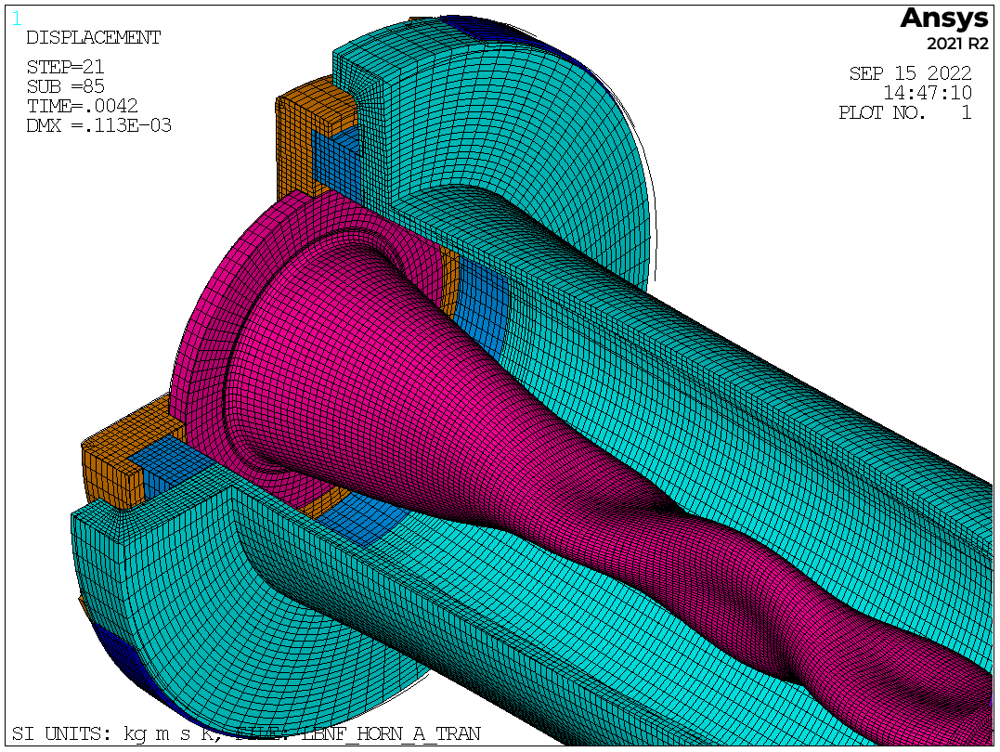 1
DISPLACEMENT
STEP=21
SUB =85
TIME=.0042
DMX =.113E-03
Ansys
2021 R2
SEP 15 2022
14:47:10
PLOT NO. 1
SI UNITS: kg m s K, LBNF_HORN_A_TRAN